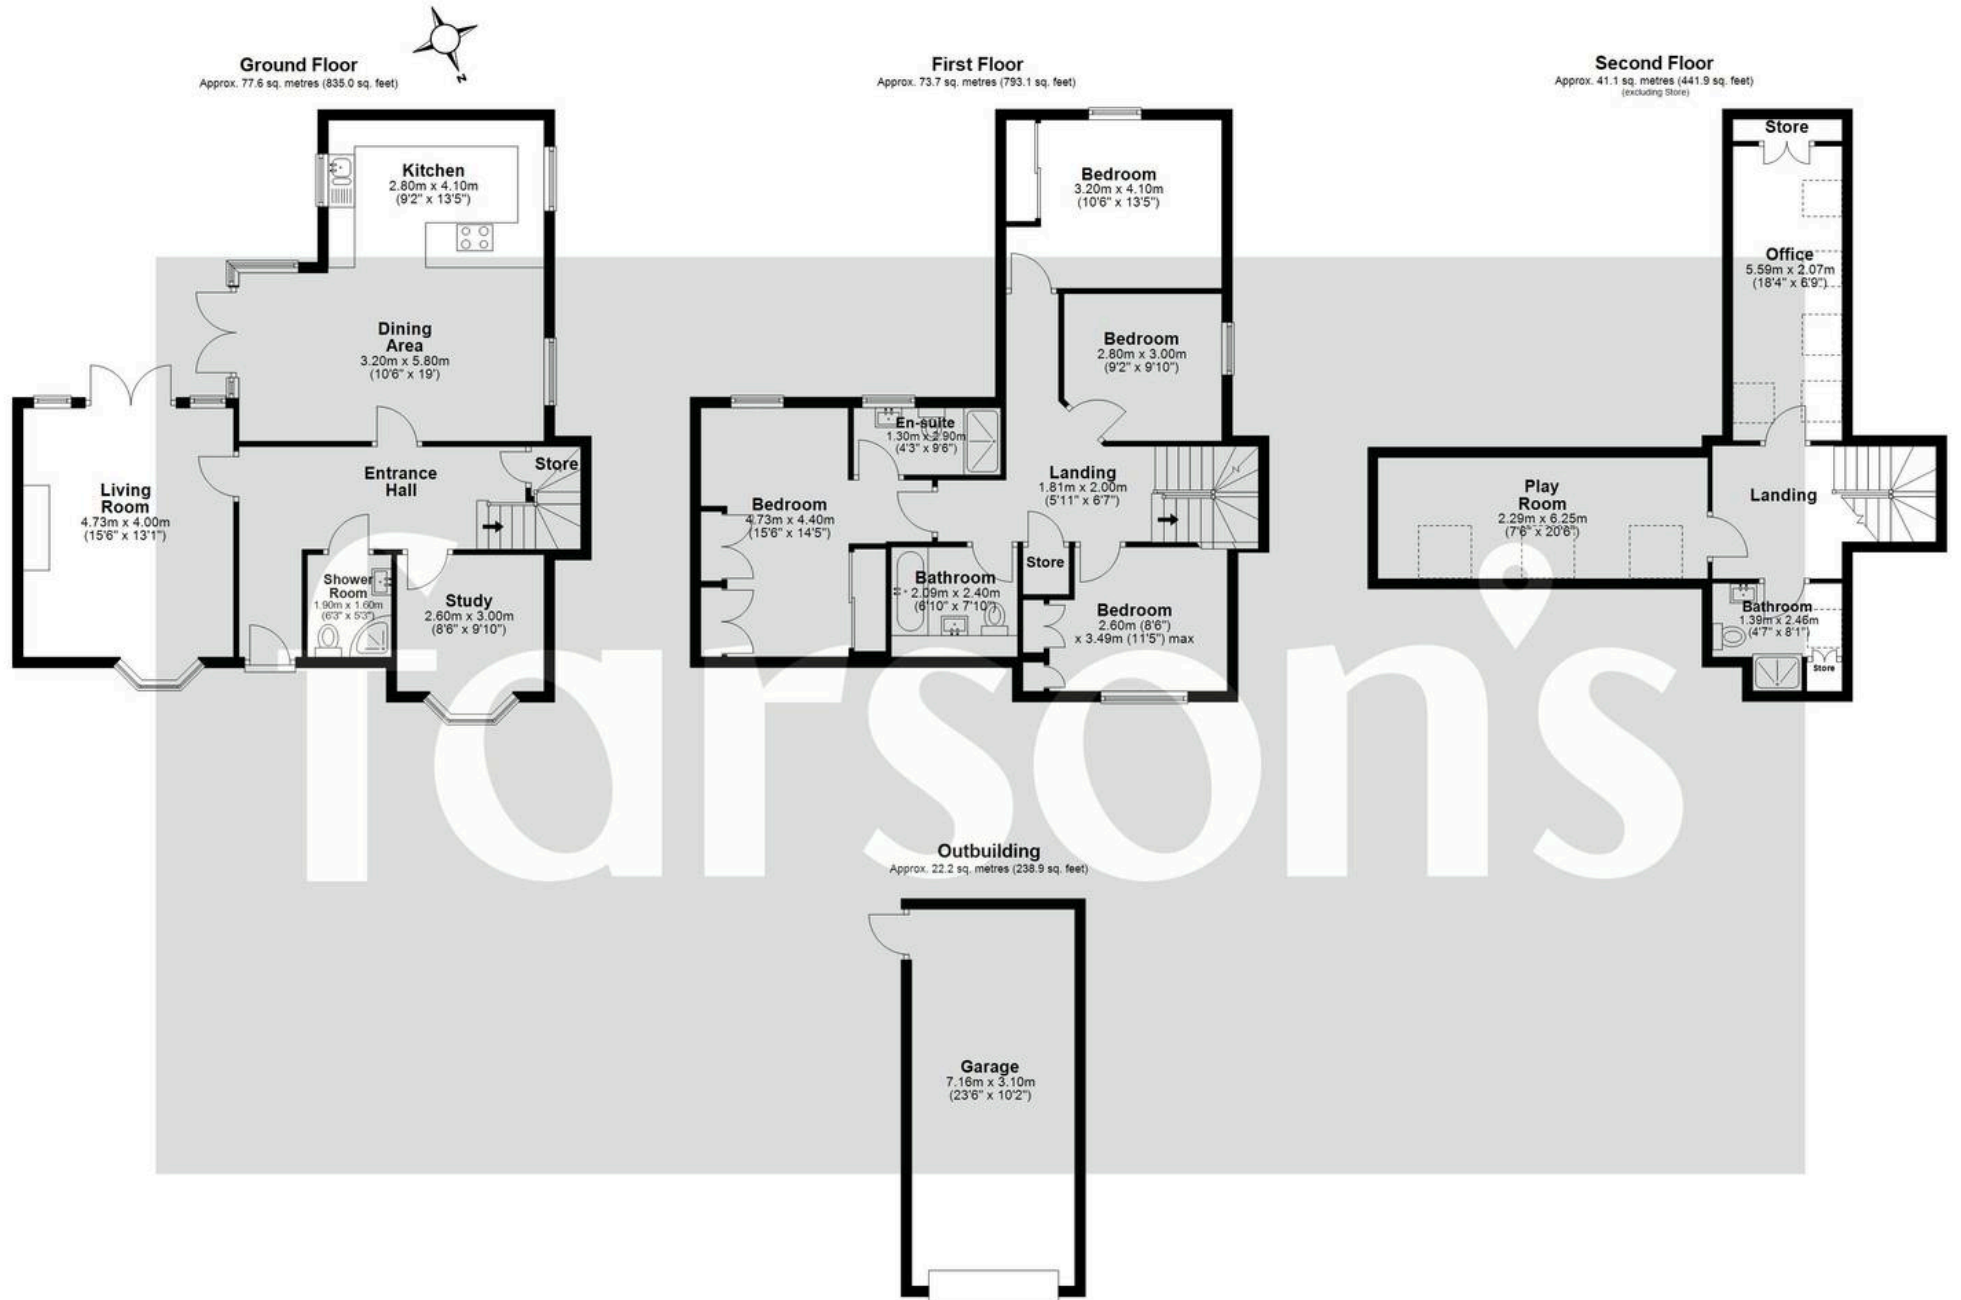 Ground Floor
Approx. 77.6 sq. metres (835.0 sq. feet)
N
Kitchen
2.80m x 4.10m
(9'2" x 13'5")
Dining
Area
3.20m x 5.80m
(10'6" x 19')
Living
Room
4.73m x 4.00m
(15'6" x 13'1")
Entrance
Hall
Store
Shower
Room
1.90m x 1.60m
(6'3" x 5'3")
Study
2.60m x 3.00m
(8'6" x 9'10")
First Floor
Approx. 73.7 sq. metres (793.1 sq. feet)
Bedroom
3.20m x 4.10m
(10'6" x 13'5")
Bedroom
2.80m x 3.00m
(9'2" x 9'10")
En-suite
1.30m x 2.90m
(4'3" x 9'6")
Landing
1.81m x 2.00m
(5'11" x 6'7")
Bedroom
4.73m x 4.40m
(15'6" x 14'5")
Store
Bathroom
2.09m x 2.40m
(6'10" x 7'10")
Bedroom
2.60m (8'6")
x 3.49m (11'5") max
Second Floor
Approx. 41.1 sq. metres (441.9 sq. feet)
(excluding Store)
Store
Office
5.59m x 2.07m
(18'4" x 6'9")
Play
Room
2.29m x 6.25m
(7'6" x 20'6")
Landing
Bathroom
1.39m x 2.46m
(4'7" x 8'1")
Store
farson's
Outbuilding
Approx. 22.2 sq. metres (238.9 sq. feet)
Garage
7.16m x 3.10m
(23'6" x 10'2")